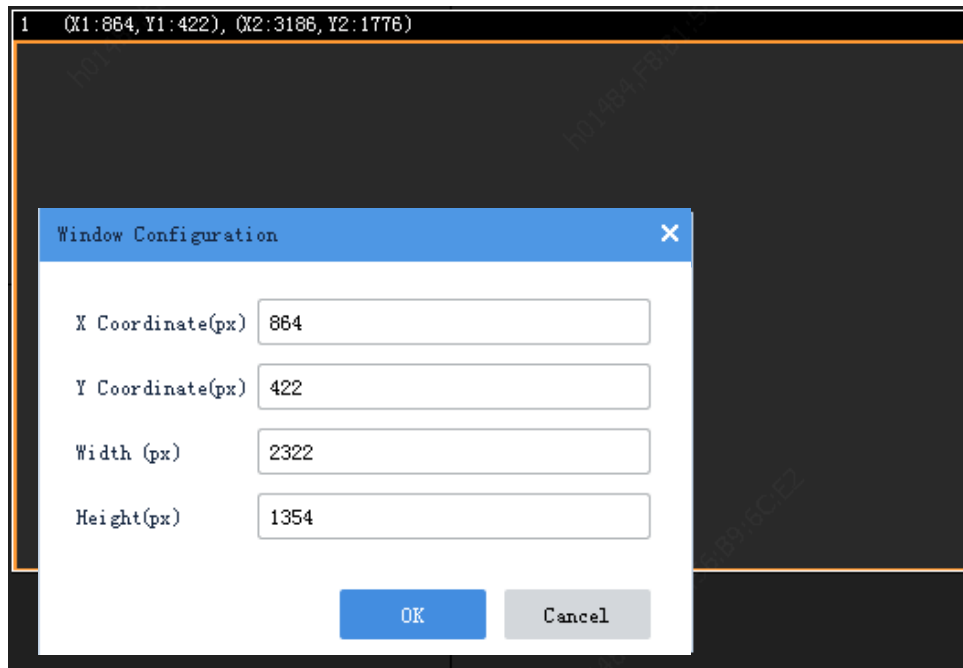 1 (X1:864,Y1:422), (X2:3186,Y2:1776)
Window Configuration
X Coordinate(px) 864
Y Coordinate(px) 422
Width (px) 2322
Height(px) 1354
OK Cancel